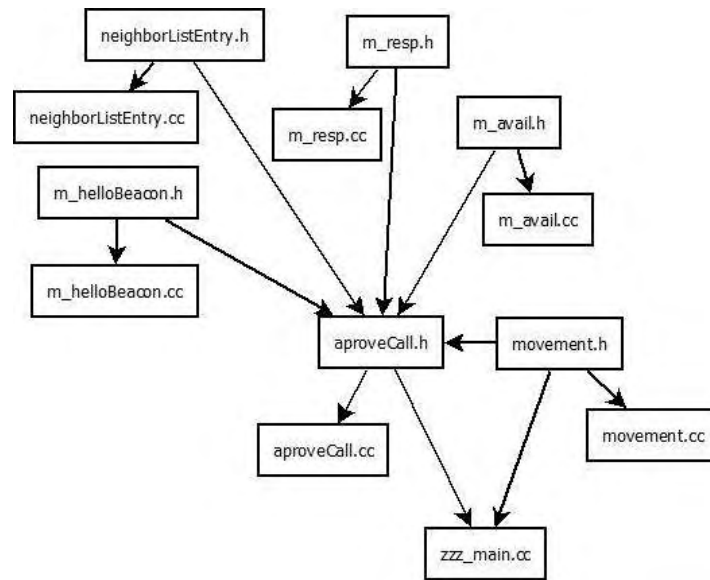 neighborListEntry.h
m_resp.h
neighborListEntry.cc
m_resp.cc
m_avail.h
m_helloBeacon.h
m_avail.cc
m_helloBeacon.cc
aproveCall.h
movement.h
aproveCall.cc
movement.cc
zzz_main.cc